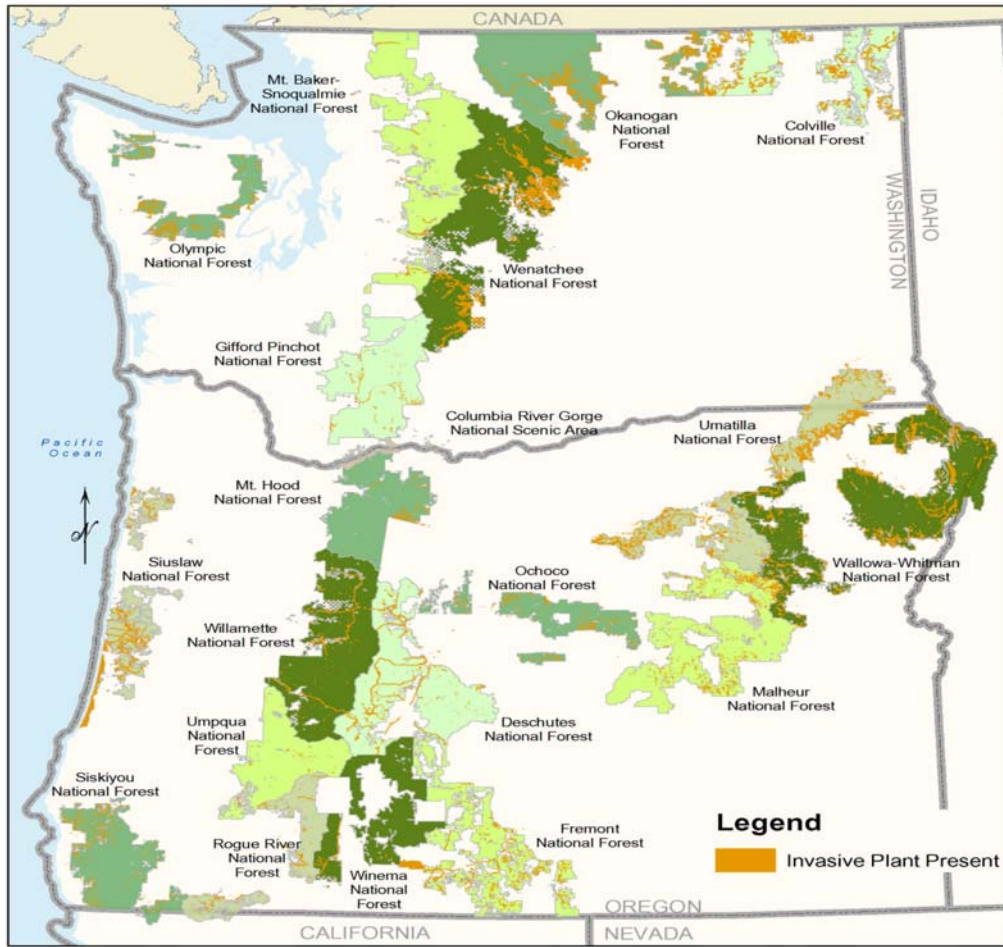 CANADA
Mt. Baker-
Snoqualmie
National Forest
Okanogan
National
Forest
Colville
National Forest
WASHINGTON
IDAHO
Olympic
National Forest
Wenatchee
National Forest
Gifford Pinchot
National Forest
Columbia River Gorge
National Scenic Area
Umatilla
National Forest
Pacific
Ocean
N
Mt. Hood
National Forest
Siuslaw
National Forest
Ochoco
National Forest
Wallowa-Whitman
National Forest
Willamette
National Forest
Malheur
National Forest
Umpqua
National
Forest
Deschutes
National Forest
Siskiyou
National Forest
Rogue River
National
Forest
Winema
National
Forest
Fremont
National Forest
Legend
Invasive Plant Present
OREGON
CALIFORNIA
NEVADA